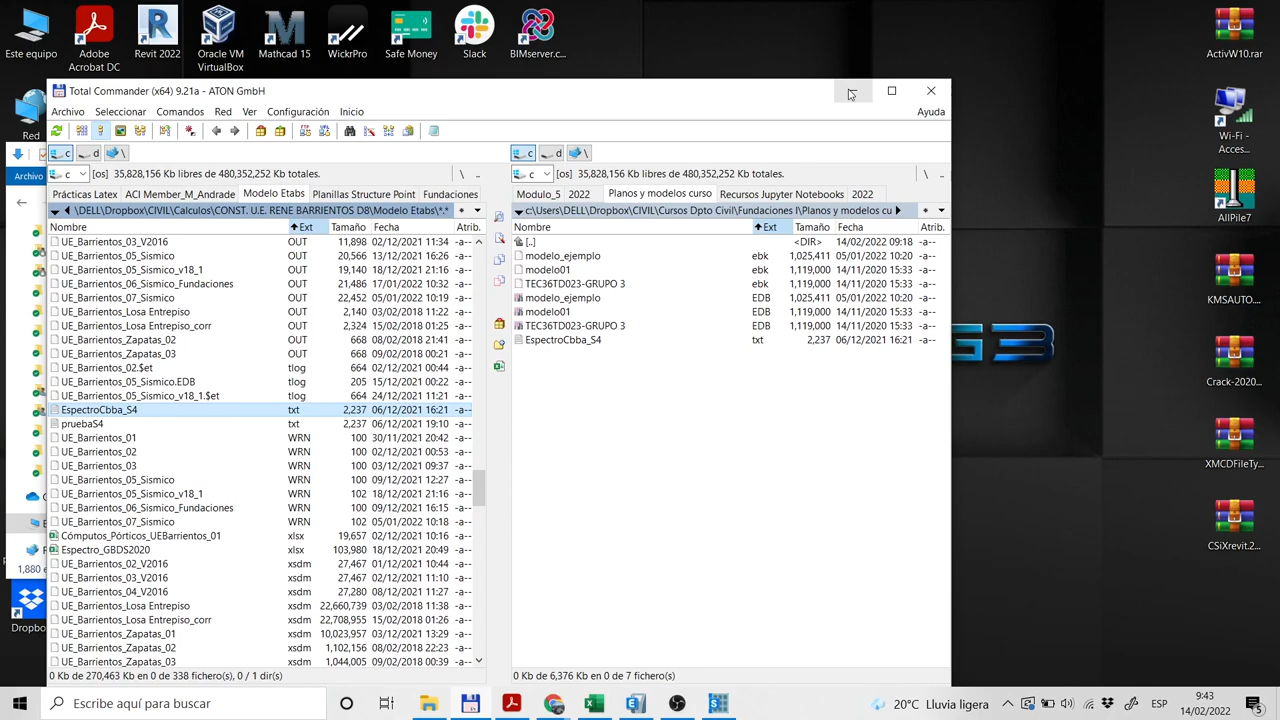 Este equipo
Adobe Acrobat DC
Revit 2022
Oracle VM VirtualBox
Mathcad 15
WickrPro
Safe Money
Slack
BIMserver.c...
ActivW10.rar
Red
Wi-Fi - Acces...
AllPile7
KMSAUTO....
Crack-2020...
XMCDFileTy...
CSiXrevit.2...
Archivo
1,880 e
Dropbo
G3
Total Commander (x64) 9.21a - ATON GmbH
Archivo Seleccionar Comandos Red Ver Configuración Inicio Ayuda
c d \
c [os] 35,828,156 Kb libres de 480,352,252 Kb totales. \ ..
Prácticas Latex ACI Member_M_Andrade Modelo Etabs Planillas Structure Point Fundaciones
\DELL\Dropbox\CIVIL\Calculos\CONST. U.E. RENE BARRIENTOS D8\Modelo Etabs\*.* * 
Nombre Ext Tamaño Fecha Atrib.
UE_Barrientos_03_V2016 OUT 11,898 02/12/2021 11:34 -a--
UE_Barrientos_05_Sismico OUT 20,566 13/12/2021 16:26 -a--
UE_Barrientos_05_Sismico_v18_1 OUT 19,140 18/12/2021 21:16 -a--
UE_Barrientos_06_Sismico_Fundaciones OUT 21,486 17/01/2022 10:32 -a--
UE_Barrientos_07_Sismico OUT 22,452 05/01/2022 10:19 -a--
UE_Barrientos_Losa Entrepiso OUT 2,140 03/02/2018 11:22 -a--
UE_Barrientos_Losa Entrepiso_corr OUT 2,324 15/02/2018 01:25 -a--
UE_Barrientos_Zapatas_02 OUT 668 08/02/2018 21:41 -a--
UE_Barrientos_Zapatas_03 OUT 668 09/02/2018 00:21 -a--
UE_Barrientos_02.$et tlog 664 02/12/2021 00:44 -a--
UE_Barrientos_05_Sismico.EDB tlog 205 15/12/2021 00:22 -a--
UE_Barrientos_05_Sismico_v18_1.$et tlog 664 24/12/2021 11:21 -a--
EspectroCbba_S4 txt 2,237 06/12/2021 16:21 -a--
pruebaS4 txt 2,237 06/12/2021 19:10 -a--
UE_Barrientos_01 WRN 100 30/11/2021 20:42 -a--
UE_Barrientos_02 WRN 100 02/12/2021 00:53 -a--
UE_Barrientos_03 WRN 100 03/12/2021 09:37 -a--
UE_Barrientos_05_Sismico WRN 100 09/12/2021 12:27 -a--
UE_Barrientos_05_Sismico_v18_1 WRN 102 18/12/2021 21:16 -a--
UE_Barrientos_06_Sismico_Fundaciones WRN 100 09/12/2021 16:15 -a--
UE_Barrientos_07_Sismico WRN 102 05/01/2022 10:18 -a--
Cómputos_Pórticos_UEBarrientos_01 xlsx 19,657 02/12/2021 10:16 -a--
Espectro_GBDS2020 xlsx 103,980 18/12/2021 20:49 -a--
UE_Barrientos_02_V2016 xsdm 27,467 01/12/2021 10:44 -a--
UE_Barrientos_03_V2016 xsdm 27,467 02/12/2021 11:10 -a--
UE_Barrientos_04_V2016 xsdm 27,280 08/12/2021 11:27 -a--
UE_Barrientos_Losa Entrepiso xsdm 22,660,739 03/02/2018 11:38 -a--
UE_Barrientos_Losa Entrepiso_corr xsdm 22,708,955 15/02/2018 01:26 -a--
UE_Barrientos_Zapatas_01 xsdm 10,023,957 03/12/2021 13:29 -a--
UE_Barrientos_Zapatas_02 xsdm 1,102,156 08/02/2018 21:48 -a--
UE_Barrientos_Zapatas_03 xsdm 1,044,005 09/02/2018 00:39 -a--
0 Kb de 270,463 Kb en 0 de 338 fichero(s), 0 / 1 dir(s)
c d \
c [os] 35,828,156 Kb libres de 480,352,252 Kb totales. \ ..
Modulo_5 2022 Planos y modelos curso Recursos Jupyter Notebooks 2022
c:\Users\DELL\Dropbox\CIVIL\Cursos Dpto Civil\Fundaciones I\Planos y modelos cu *
Nombre Ext Tamaño Fecha Atrib.
[..] <DIR> 14/02/2022 09:18 -a--
modelo_ejemplo ebk 1,025,411 05/01/2022 10:20 -a--
modelo01 ebk 1,119,000 14/11/2020 15:33 -a--
TEC36TD023-GRUPO 3 ebk 1,119,000 14/11/2020 15:33 -a--
modelo_ejemplo EDB 1,025,411 05/01/2022 10:20 -a--
modelo01 EDB 1,119,000 14/11/2020 15:33 -a--
TEC36TD023-GRUPO 3 EDB 1,119,000 14/11/2020 15:33 -a--
EspectroCbba_S4 txt 2,237 06/12/2021 16:21 -a--
0 Kb de 6,376 Kb en 0 de 7 fichero(s)
Escribe aquí para buscar
20°C Lluvia ligera
ESP
9:43
14/02/2022
5